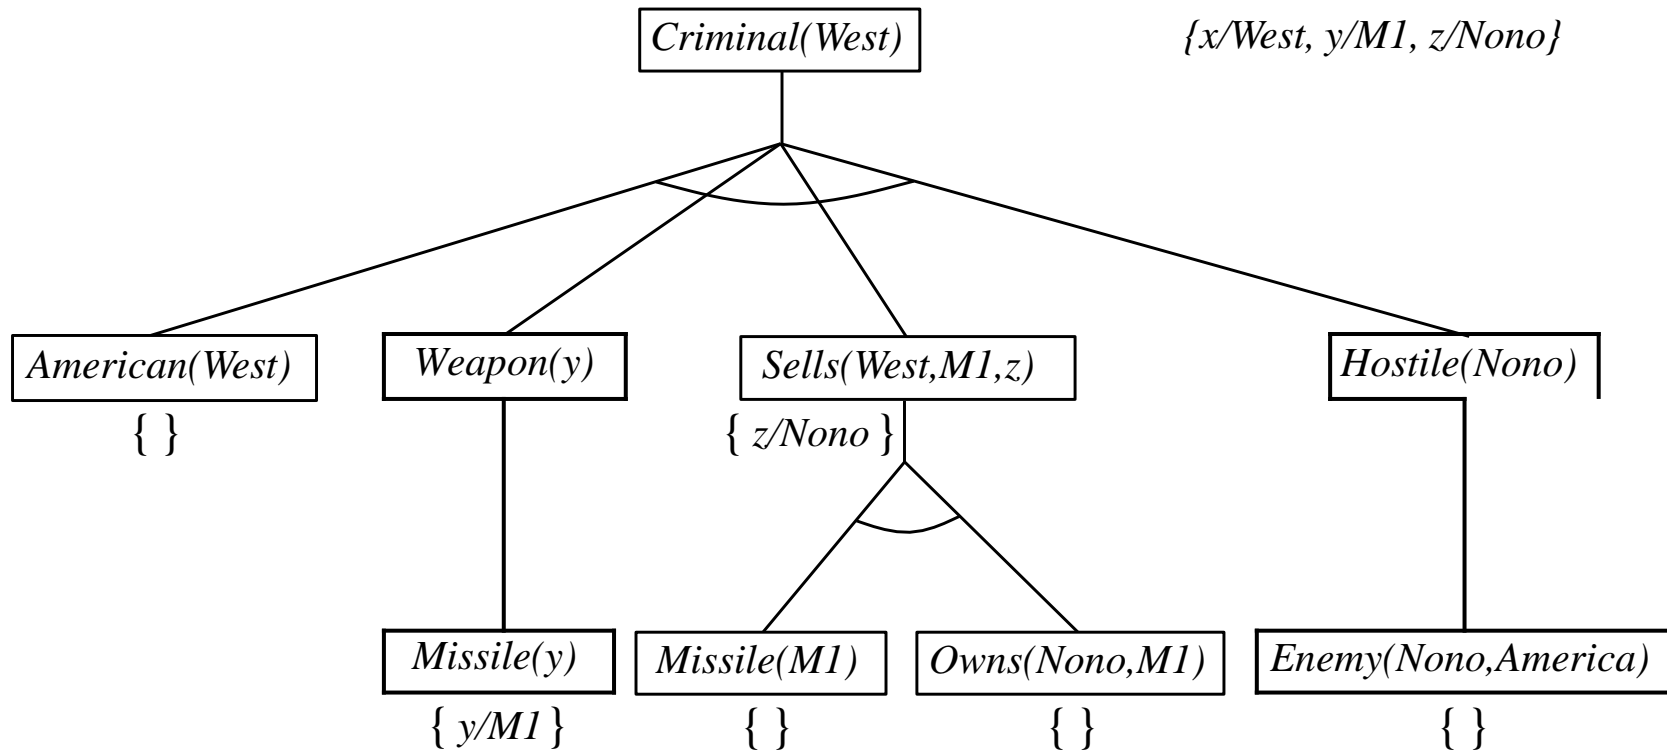 Criminal(West)
{x/West, y/M1, z/Nono}
American(West)
Weapon(y)
Sells(West,M1,z)
Hostile(Nono)
{ }
{ z/Nono }
Missile(y)
Missile(M1)
Owns(Nono,M1)
Enemy(Nono,America)
{ y/M1 }
{ }
{ }
{ }